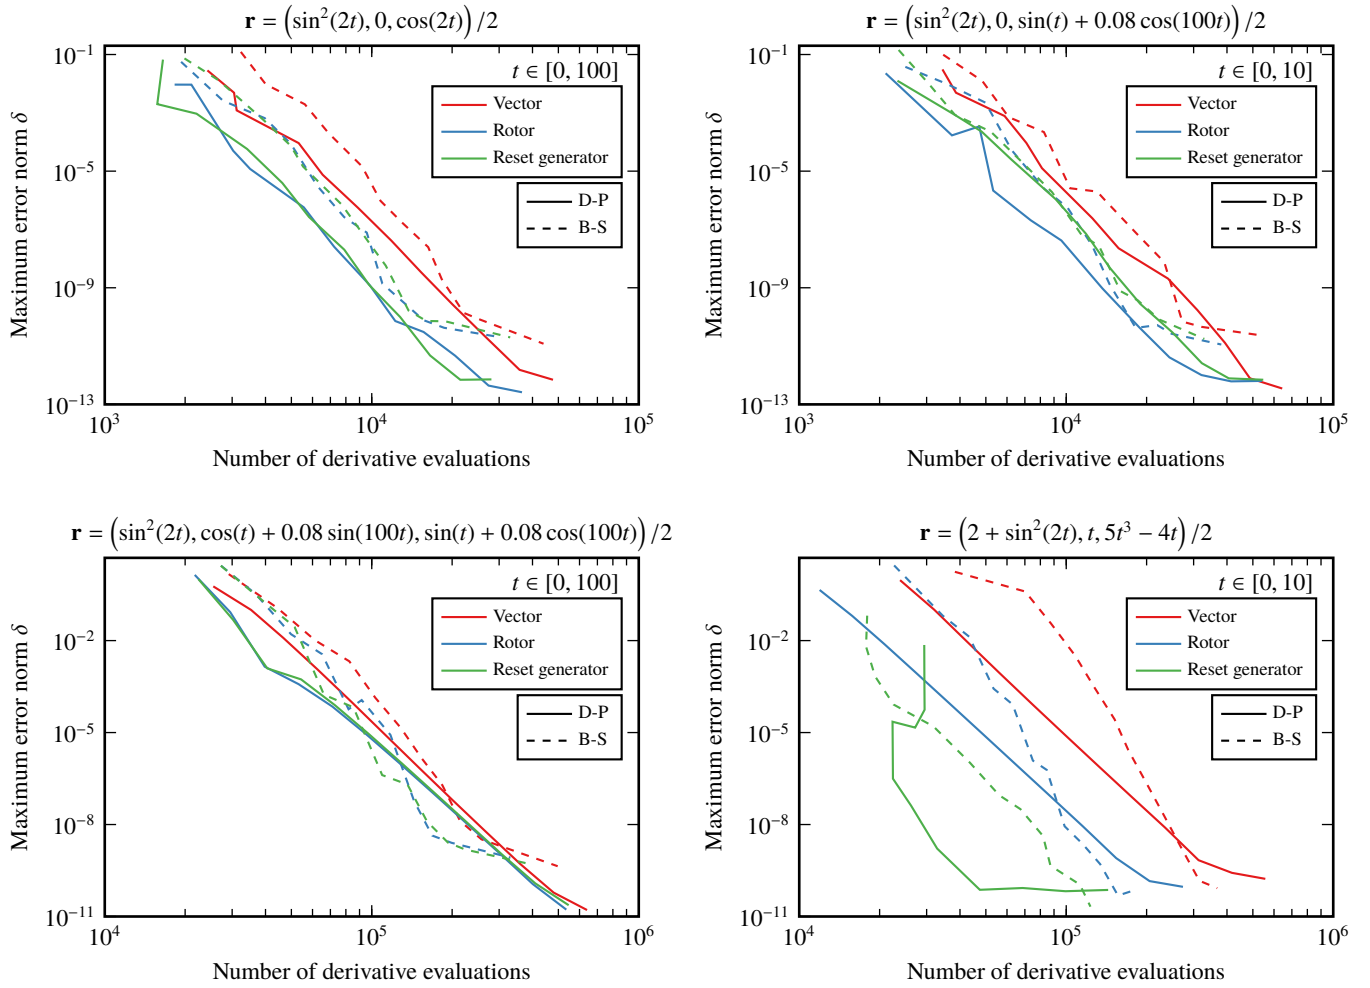 r = (sin²(2t), 0, cos(2t)) /2
t ∈ [0, 100]
Vector
Rotor
Reset generator
D-P
B-S
10⁻¹
10⁻⁵
10⁻⁹
10⁻¹³
10³
10⁴
10⁵
Maximum error norm δ
Number of derivative evaluations
r = (sin²(2t), 0, sin(t) + 0.08 cos(100t)) /2
t ∈ [0, 10]
Vector
Rotor
Reset generator
D-P
B-S
10⁻¹
10⁻⁵
10⁻⁹
10⁻¹³
10³
10⁴
10⁵
Maximum error norm δ
Number of derivative evaluations
r = (sin²(2t), cos(t) + 0.08 sin(100t), sin(t) + 0.08 cos(100t)) /2
t ∈ [0, 100]
Vector
Rotor
Reset generator
D-P
B-S
10⁻²
10⁻⁵
10⁻⁸
10⁻¹¹
10⁴
10⁵
10⁶
Maximum error norm δ
Number of derivative evaluations
r = (2 + sin²(2t), t, 5t³ − 4t) /2
t ∈ [0, 10]
Vector
Rotor
Reset generator
D-P
B-S
10⁻²
10⁻⁵
10⁻⁸
10⁻¹¹
10⁴
10⁵
10⁶
Maximum error norm δ
Number of derivative evaluations